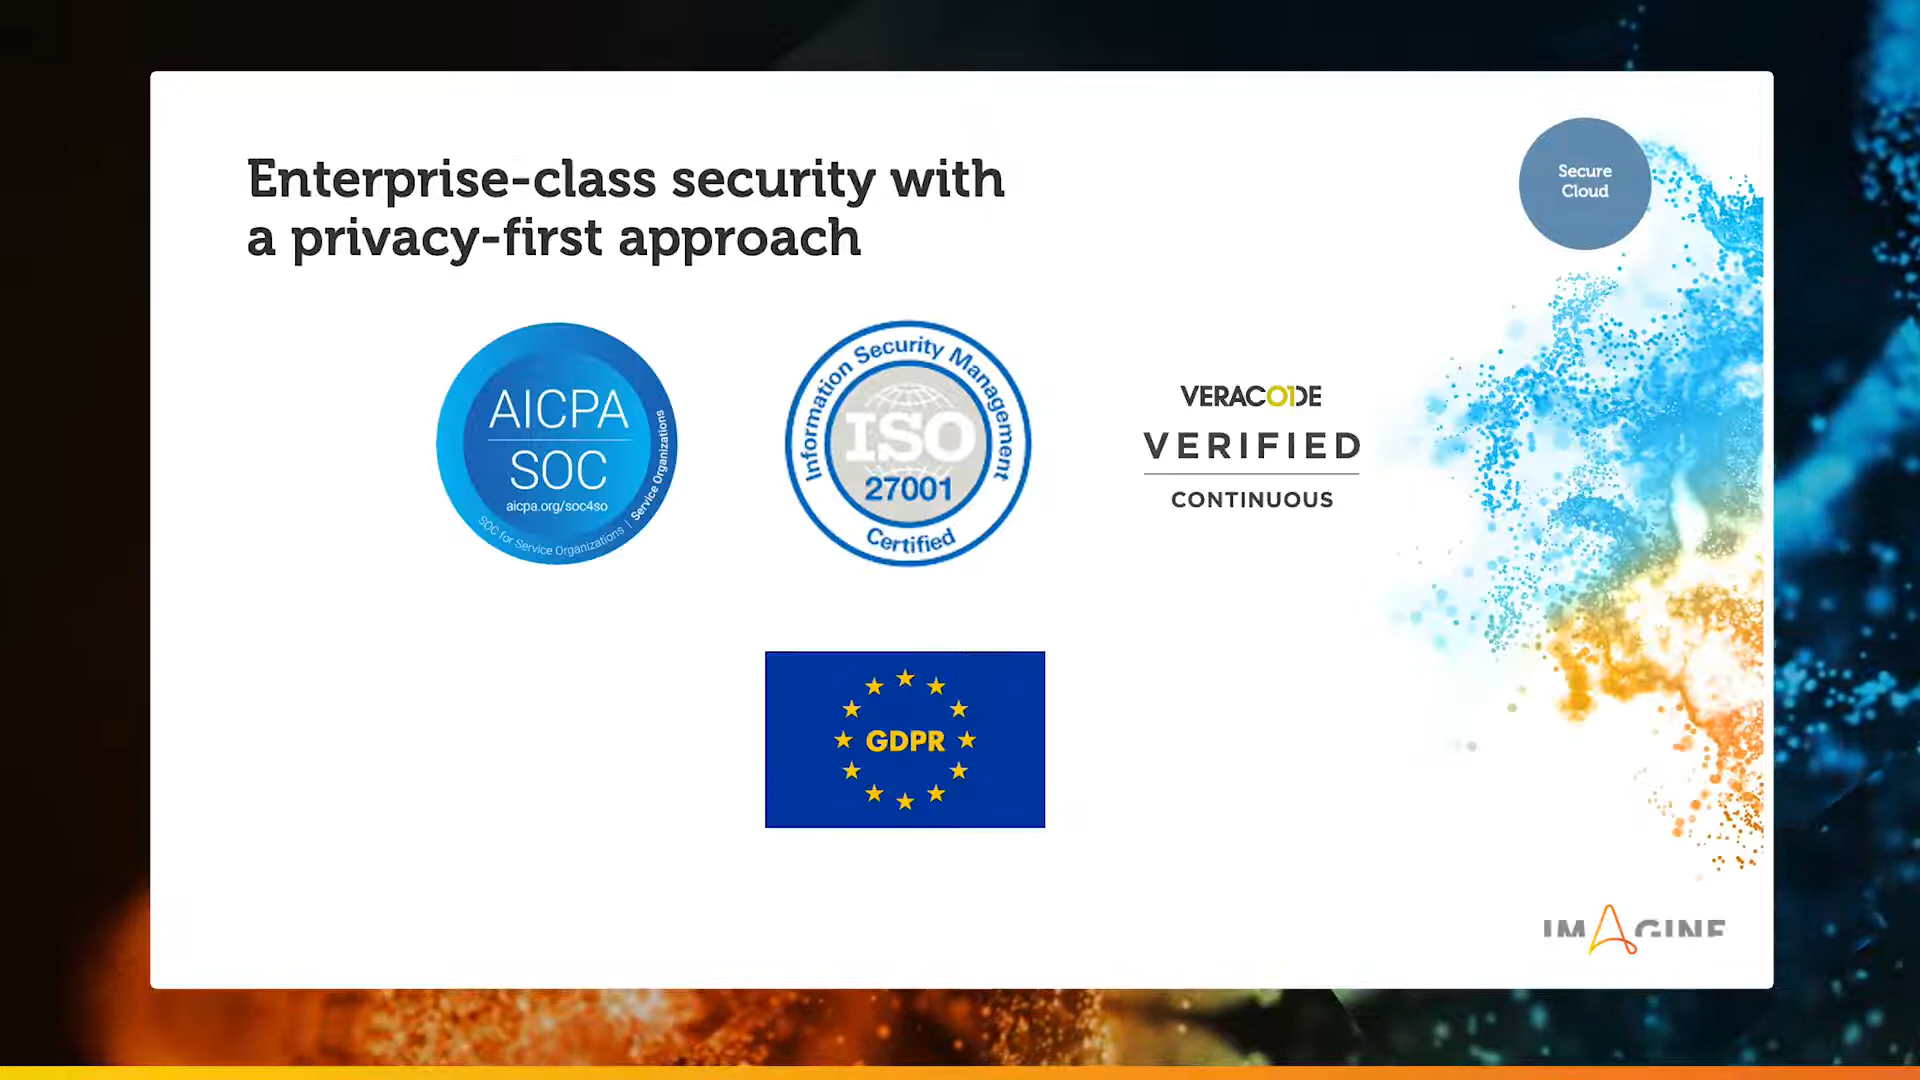 Enterprise-class security with
a privacy-first approach
Secure
Cloud
AICPA
SOC
aicpa.org/soc4so
SOC for Service Organizations | Service Organizations
Information Security Management
ISO
27001
Certified
VERACODE
VERIFIED
CONTINUOUS
GDPR
IMAGINE